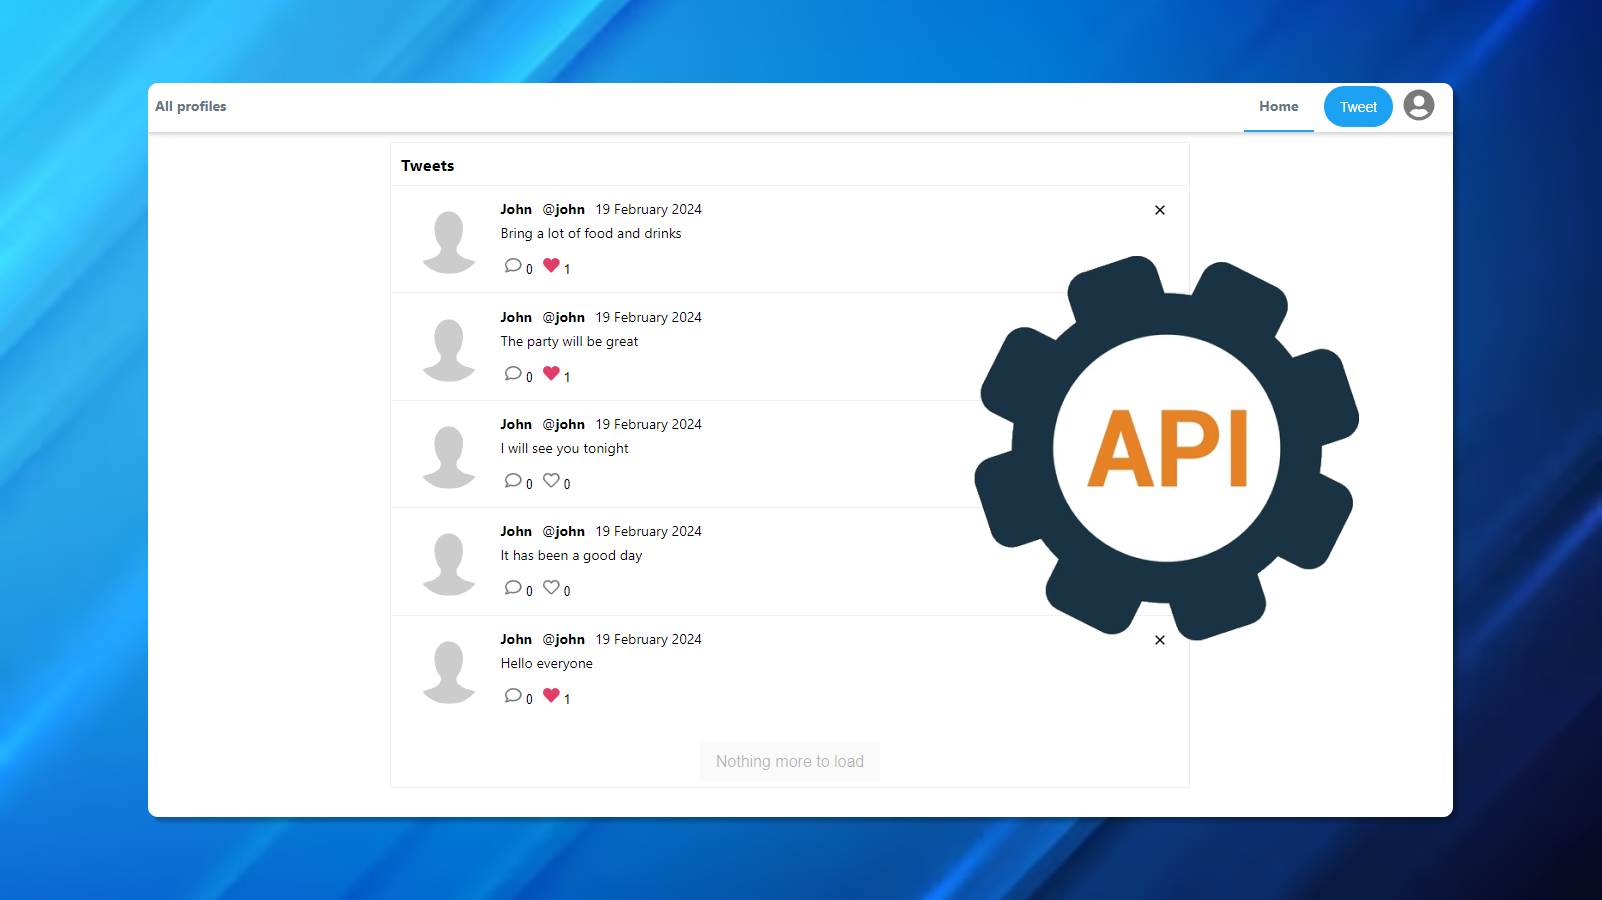 All profiles Home Tweet
Tweets
John @john 19 February 2024
Bring a lot of food and drinks
0 1
John @john 19 February 2024
The party will be great
0 1
John @john 19 February 2024
I will see you tonight
0 0
John @john 19 February 2024
It has been a good day
0 0
John @john 19 February 2024
Hello everyone
0 1
Nothing more to load
API